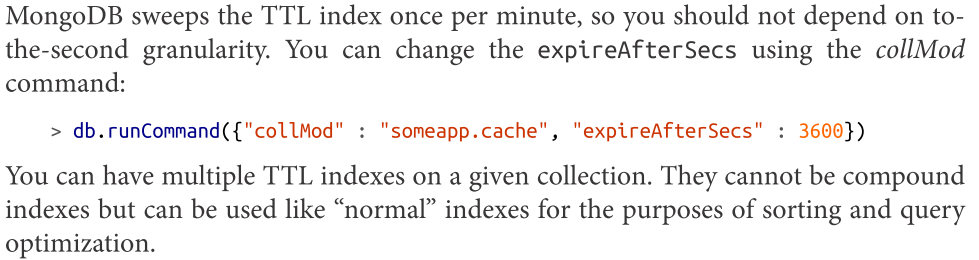 MongoDB sweeps the TTL index once per minute, so you should not depend on to-
the-second granularity. You can change the expireAfterSecs using the collMod
command:
> db.runCommand({"collMod" : "someapp.cache", "expireAfterSecs" : 3600})
You can have multiple TTL indexes on a given collection. They cannot be compound
indexes but can be used like “normal” indexes for the purposes of sorting and query
optimization.